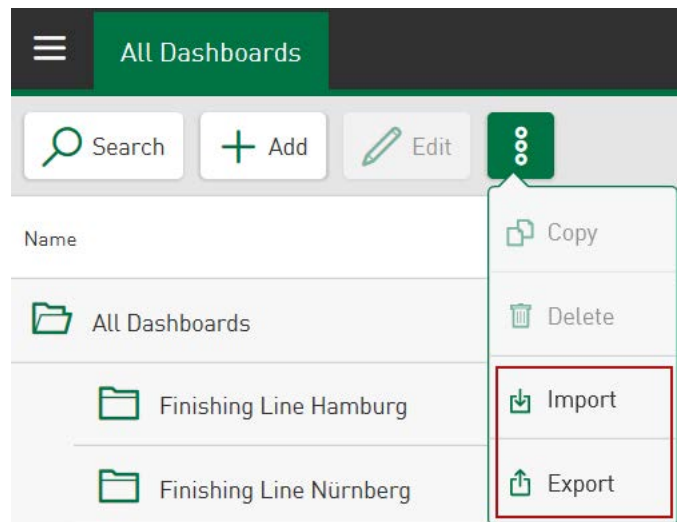 All Dashboards
Search Add Edit
Name
Copy
All Dashboards
Delete
Finishing Line Hamburg
Import
Finishing Line Nürnberg
Export